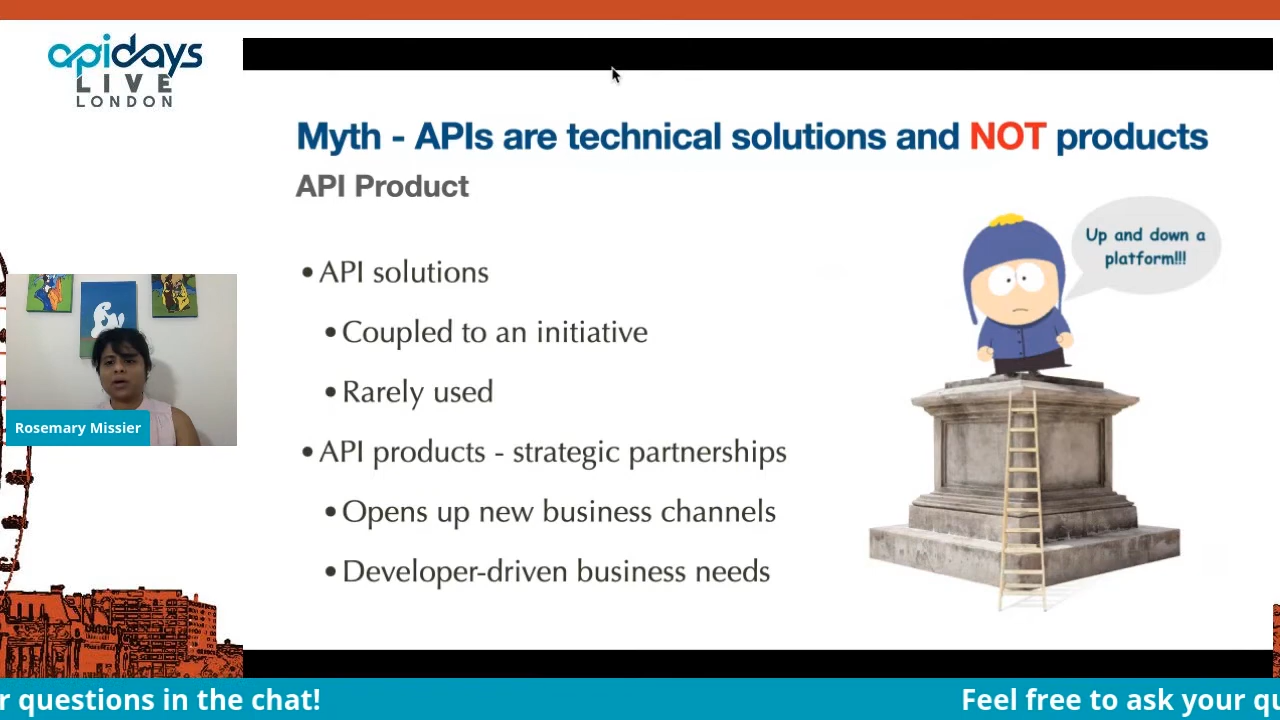 apidays
LIVE
LONDON
Myth - APIs are technical solutions and NOT products
API Product
Up and down a
platform!!!
•API solutions
•Coupled to an initiative
•Rarely used
•API products - strategic partnerships
•Opens up new business channels
•Developer-driven business needs
Rosemary Missier
r questions in the chat!
Feel free to ask your qu